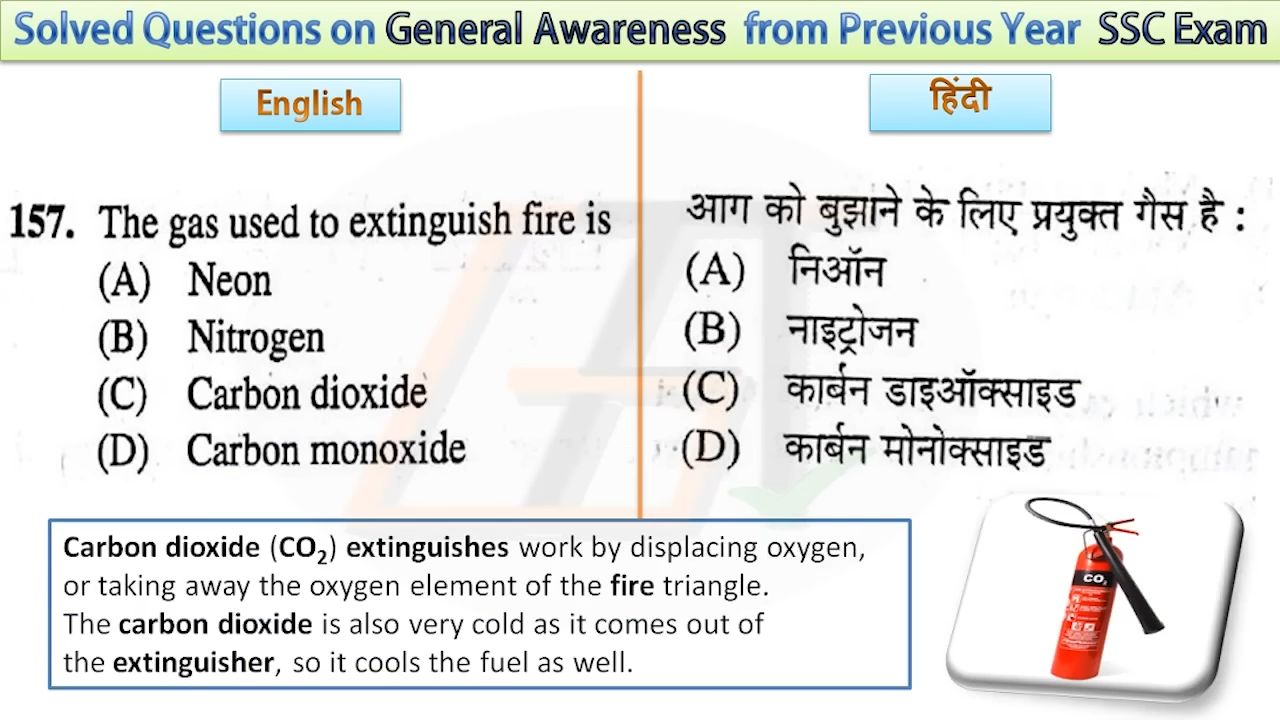 Solved Questions on General Awareness from Previous Year SSC Exam
English
157. The gas used to extinguish fire is
(A) Neon
(B) Nitrogen
(C) Carbon dioxide
(D) Carbon monoxide
हिंदी
आग को बुझाने के लिए प्रयुक्त गैस है :
(A) निऑन
(B) नाइट्रोजन
(C) कार्बन डाइऑक्साइड
(D) कार्बन मोनोक्साइड
Carbon dioxide (CO₂) extinguishes work by displacing oxygen,
or taking away the oxygen element of the fire triangle.
The carbon dioxide is also very cold as it comes out of
the extinguisher, so it cools the fuel as well.
CO₂